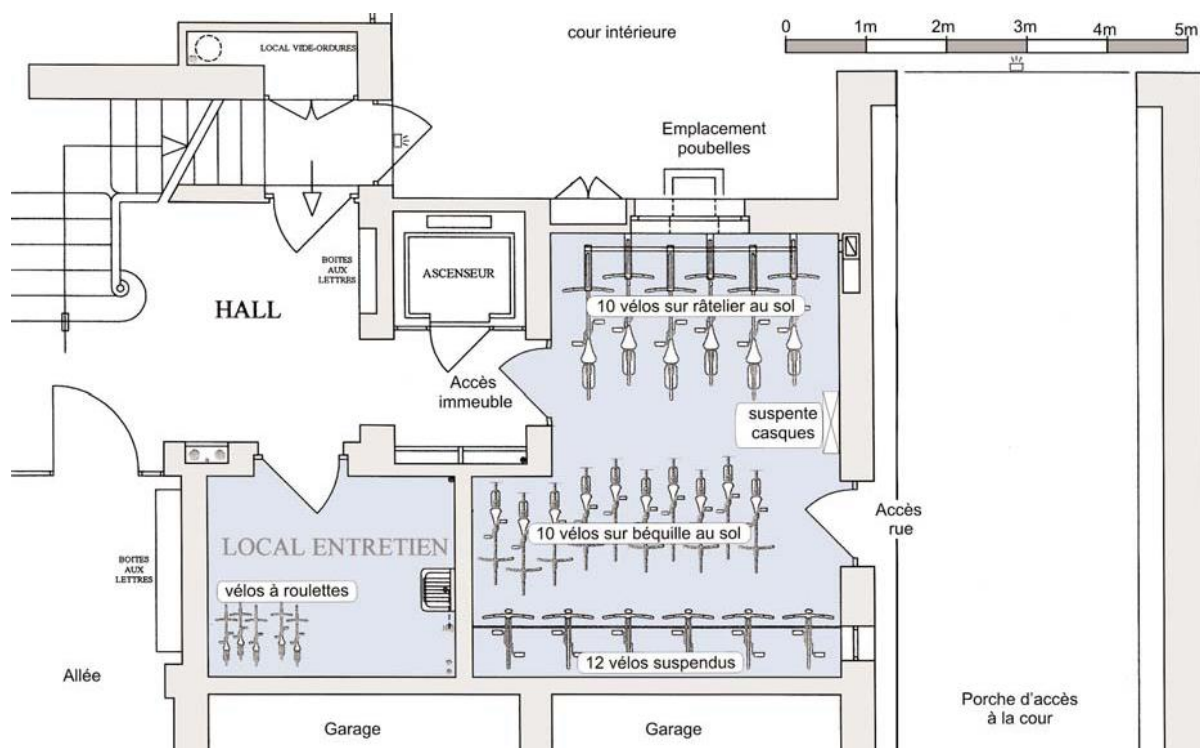 cour intérieure
0 1m 2m 3m 4m 5m
LOCAL VIDE-ORDURES
Emplacement
poubelles
BOITES
AUX
LETTRES
ASCENSEUR
HALL
10 vélos sur râtelier au sol
Accès
immeuble
suspente
casques
Accès
rue
10 vélos sur béquille au sol
LOCAL ENTRETIEN
BOITES
AUX
LETTRES
vélos à roulettes
12 vélos suspendus
Allée
Garage
Garage
Porche d'accès
à la cour